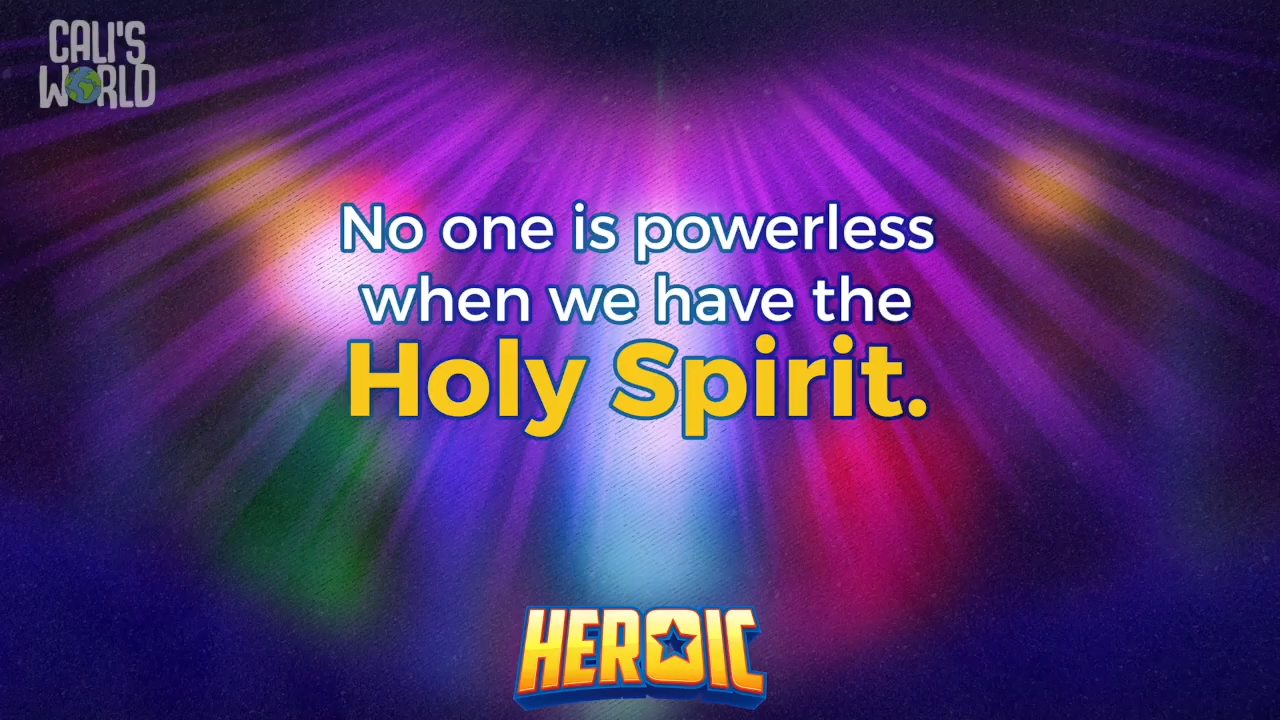 CALI'S
WORLD
No one is powerless
when we have the
Holy Spirit.
HEROIC